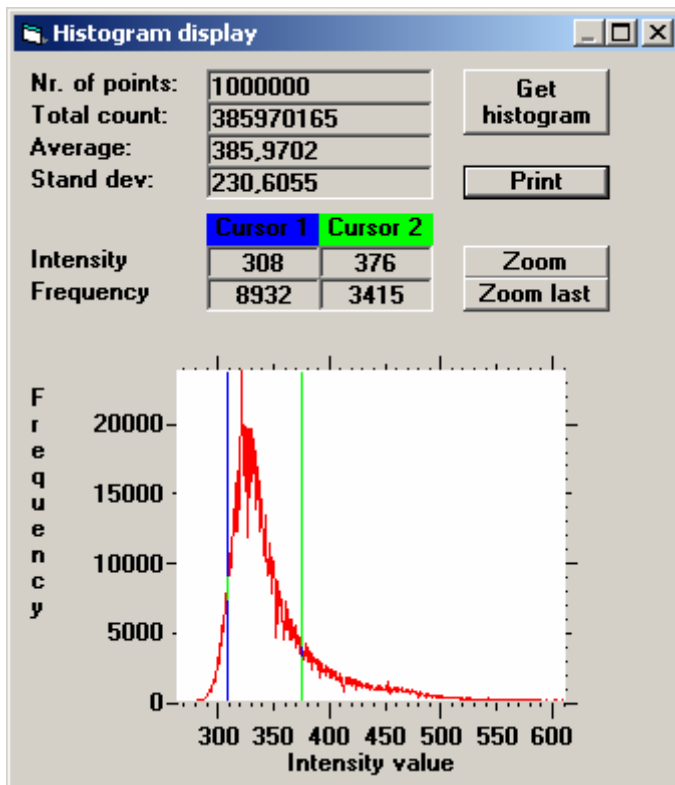 Histogram display
Nr. of points: 1000000
Total count: 385970165
Average: 385,9702
Stand dev: 230,6055
Get
histogram
Print
Cursor 1 Cursor 2
Intensity 308 376
Frequency 8932 3415
Zoom
Zoom last
Frequency
20000
15000
10000
5000
0
300 350 400 450 500 550 600
Intensity value